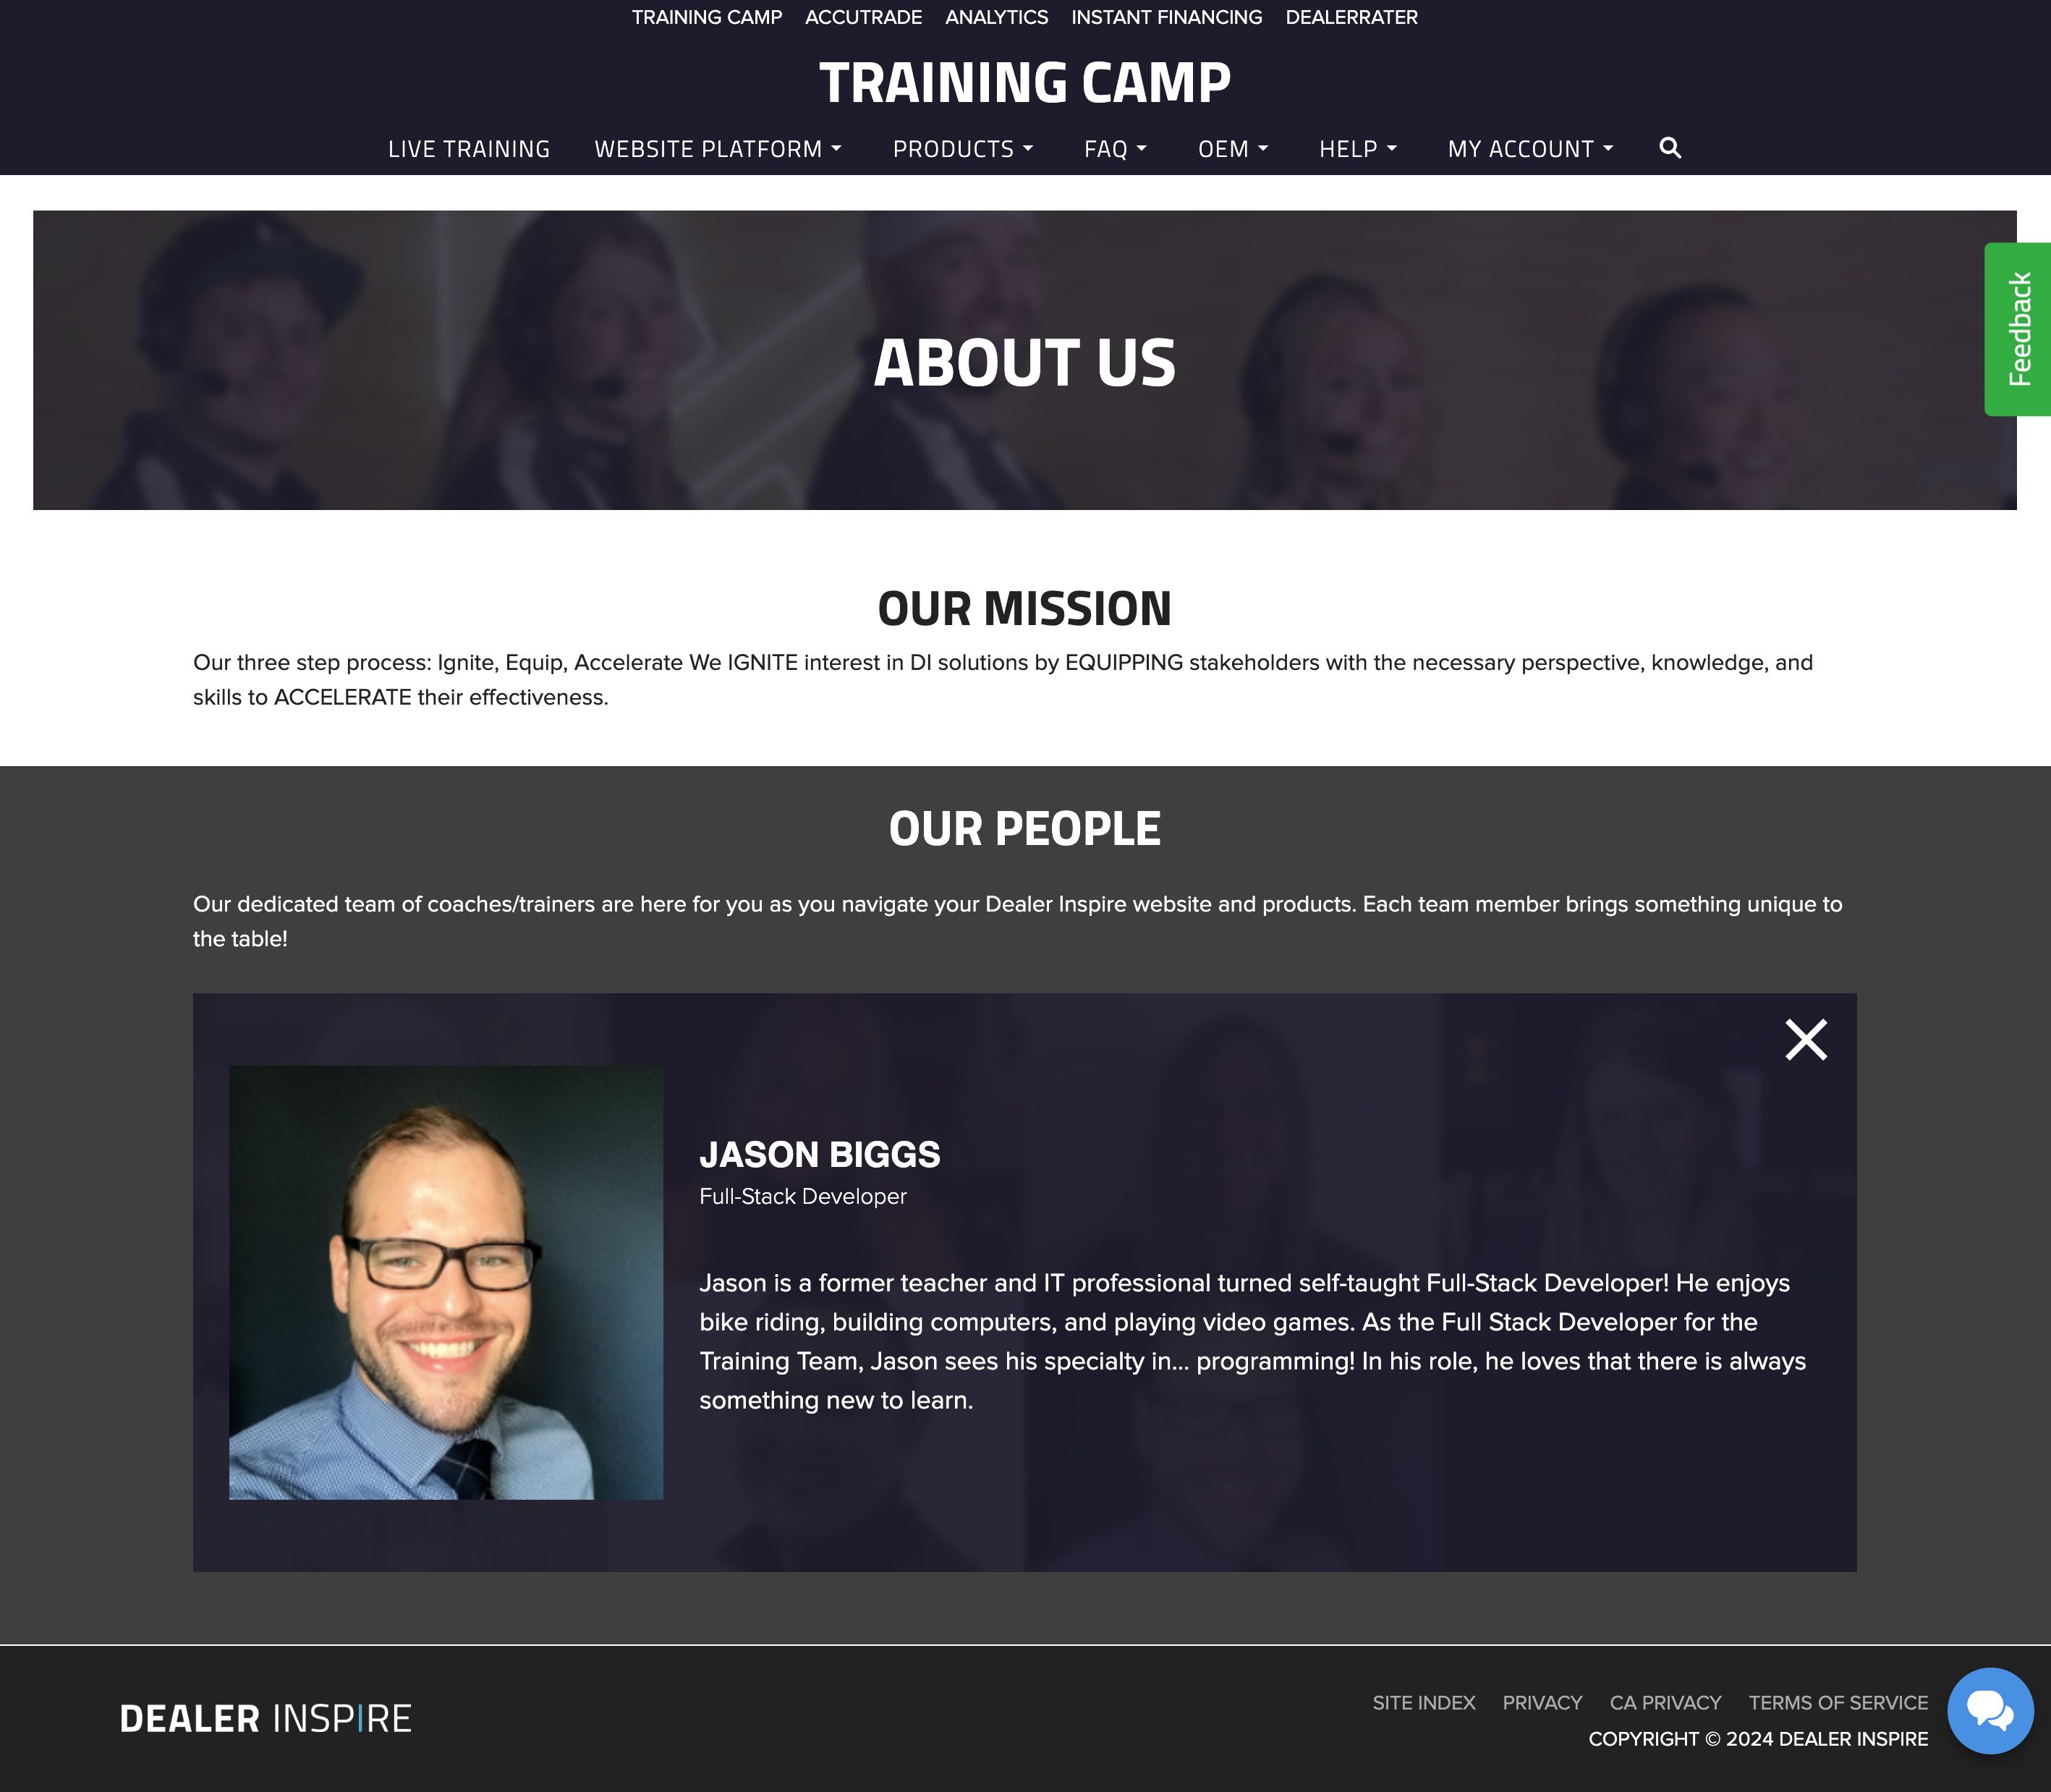 TRAINING CAMP ACCUTRADE ANALYTICS INSTANT FINANCING DEALERRATER
TRAINING CAMP
LIVE TRAINING WEBSITE PLATFORM PRODUCTS FAQ OEM HELP MY ACCOUNT
Feedback
ABOUT US
OUR MISSION
Our three step process: Ignite, Equip, Accelerate We IGNITE interest in DI solutions by EQUIPPING stakeholders with the necessary perspective, knowledge, and
skills to ACCELERATE their effectiveness.
OUR PEOPLE
Our dedicated team of coaches/trainers are here for you as you navigate your Dealer Inspire website and products. Each team member brings something unique to
the table!
JASON BIGGS
Full-Stack Developer
Jason is a former teacher and IT professional turned self-taught Full-Stack Developer! He enjoys
bike riding, building computers, and playing video games. As the Full Stack Developer for the
Training Team, Jason sees his specialty in... programming! In his role, he loves that there is always
something new to learn.
DEALER INSPIRE
SITE INDEX PRIVACY CA PRIVACY TERMS OF SERVICE
COPYRIGHT © 2024 DEALER INSPIRE